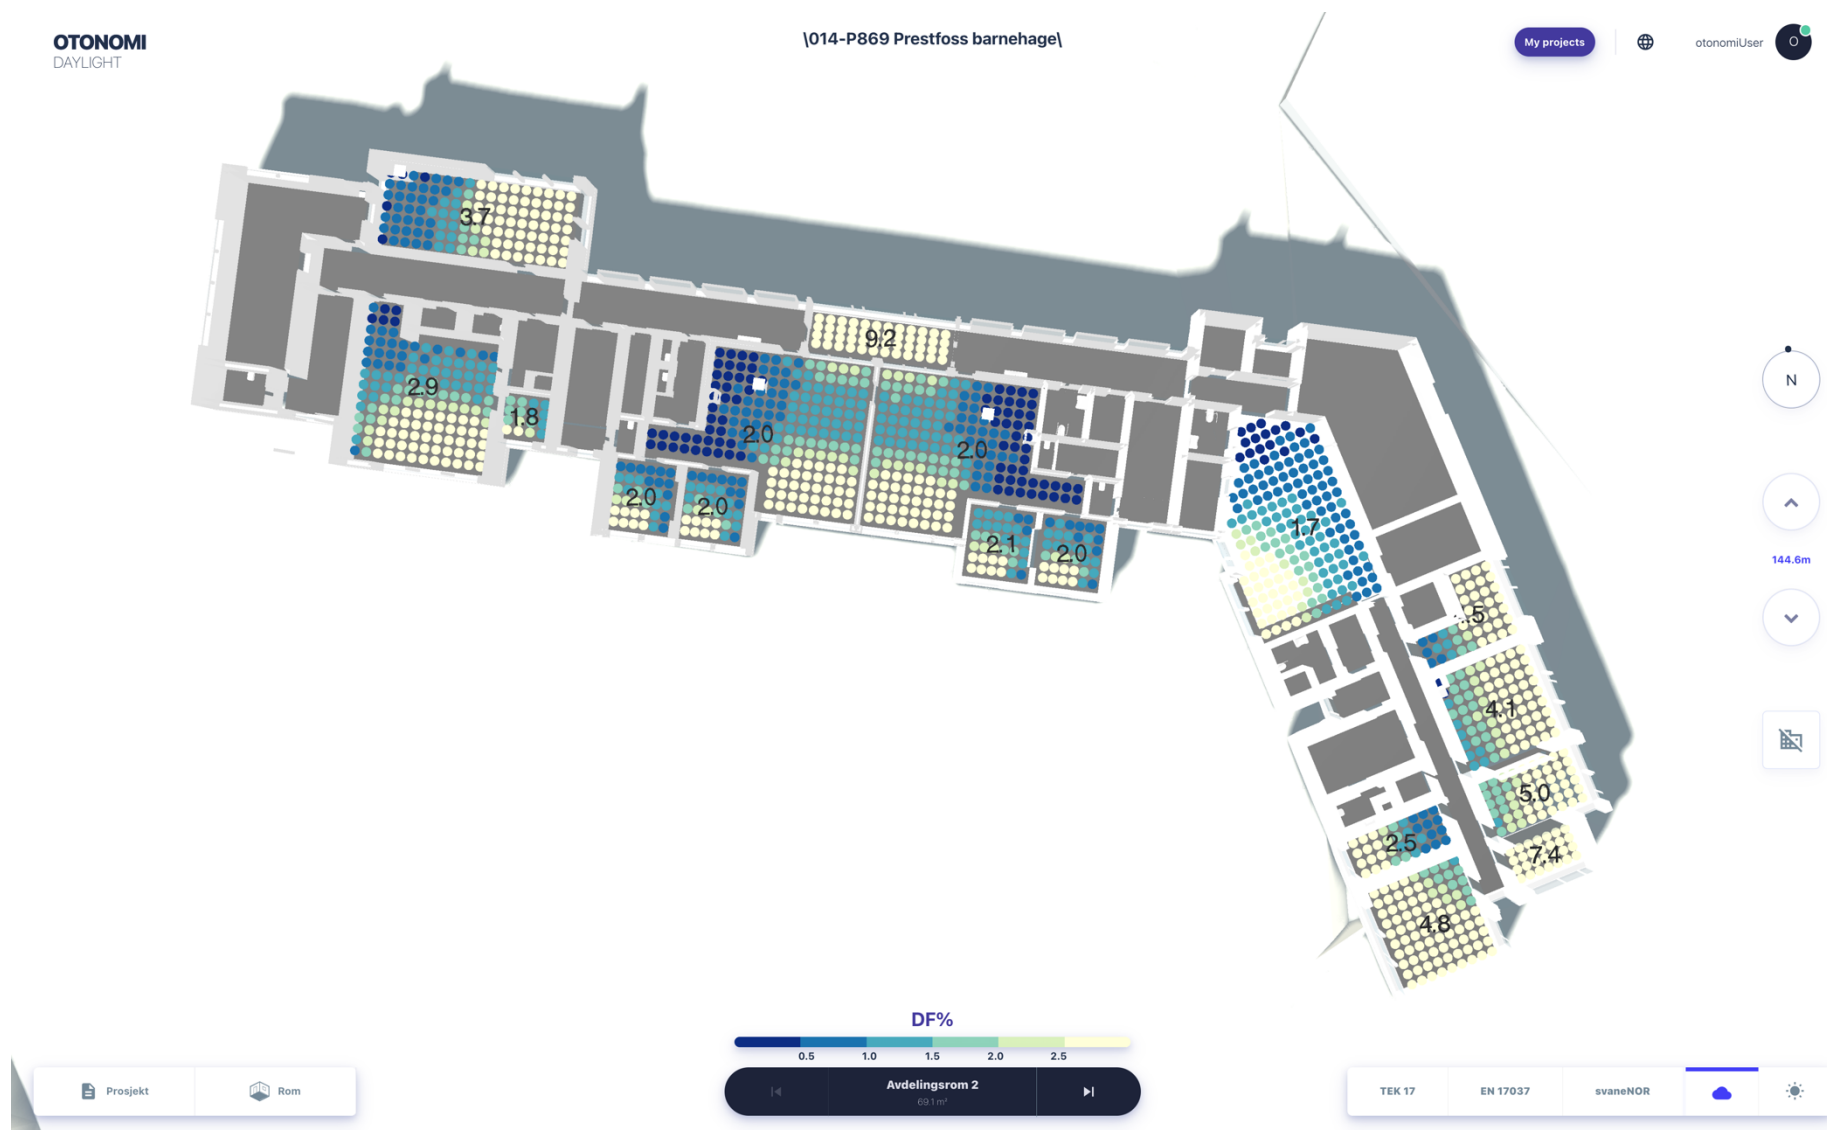 OTONOMI
DAYLIGHT
\014-P869 Prestfoss barnehage\
My projects
otonomiUser
O
3.7
9.2
2.9
1.8
2.0
2.0
2.0
2.0
2.1
2.0
1.7
.5
4.1
5.0
7.4
2.5
4.8
N
144.6m
DF%
0.5 1.0 1.5 2.0 2.5
Prosjekt
Rom
Avdelingsrom 2
69.1 m²
TEK 17
EN 17037
svaneNOR